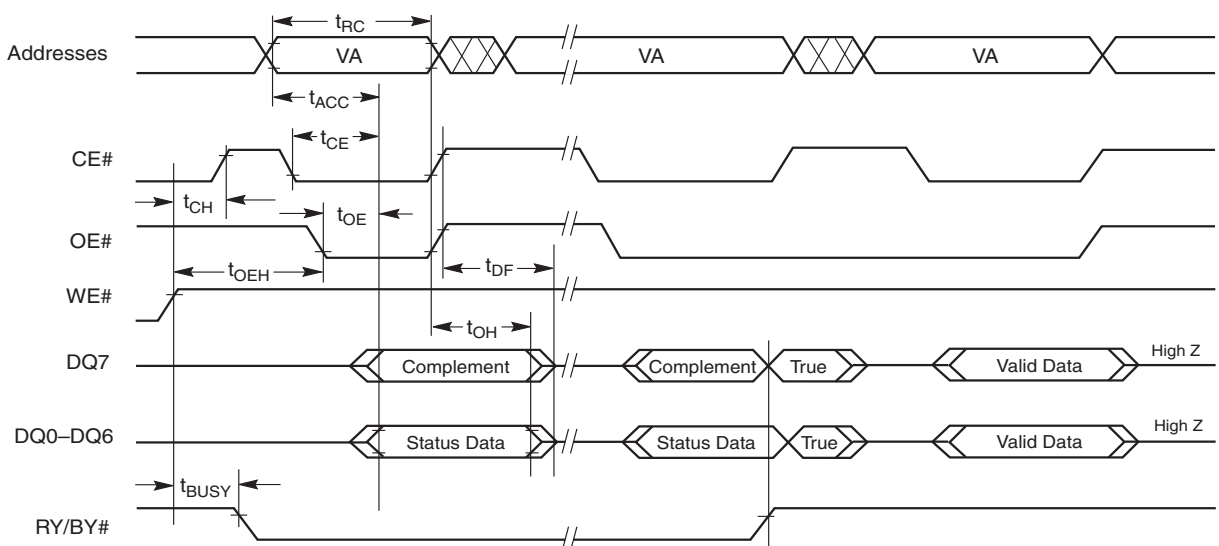 tRC
Addresses VA VA VA
tACC
tCE
CE#
tCH
tOE
OE#
tOEH
tDF
WE#
tOH
DQ7 Complement Complement True Valid Data High Z
DQ0–DQ6 Status Data Status Data True Valid Data High Z
tBUSY
RY/BY#